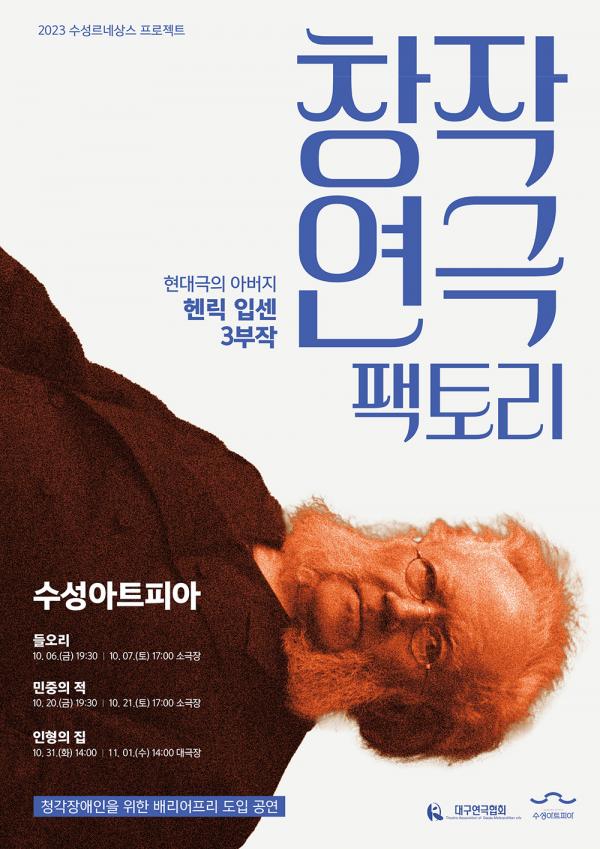 2023 수성르네상스 프로젝트
창작
연극
팩토리
현대극의 아버지
헨릭 입센
3부작
수성아트피아
들오리
10. 06.(금) 19:30 | 10. 07.(토) 17:00 소극장
민중의 적
10. 20.(금) 19:30 | 10. 21.(토) 17:00 소극장
인형의 집
10. 31.(화) 14:00 | 11. 01.(수) 14:00 대극장
청각장애인을 위한 배리어프리 도입 공연
대구연극협회
Theatre Association of Daegu Metropolitan city
수성아트피아